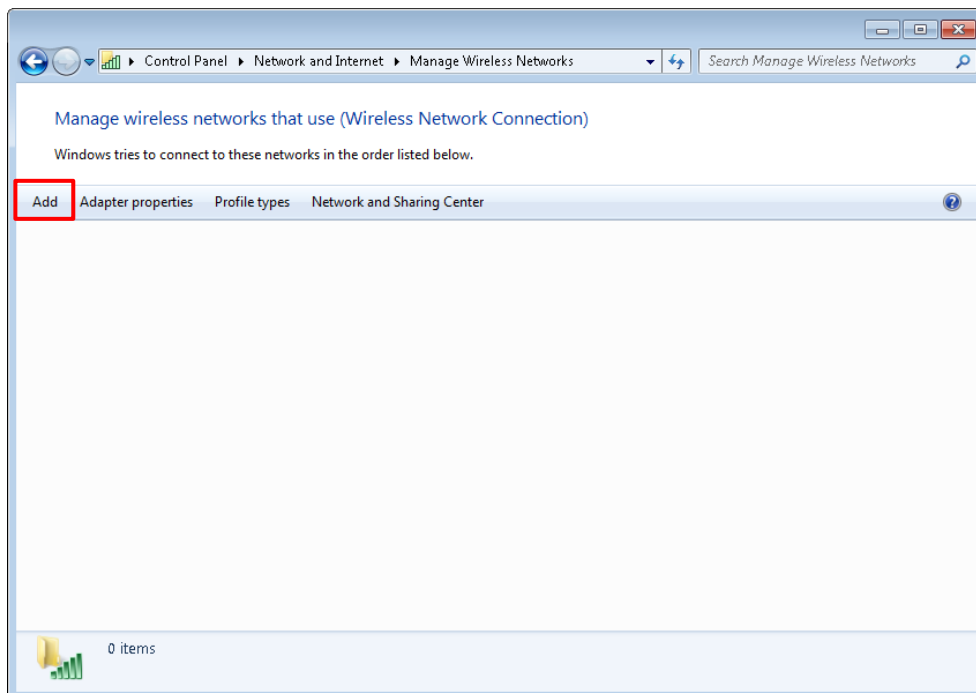 Control Panel Network and Internet Manage Wireless Networks Search Manage Wireless Networks
Manage wireless networks that use (Wireless Network Connection)
Windows tries to connect to these networks in the order listed below.
Add Adapter properties Profile types Network and Sharing Center
0 items